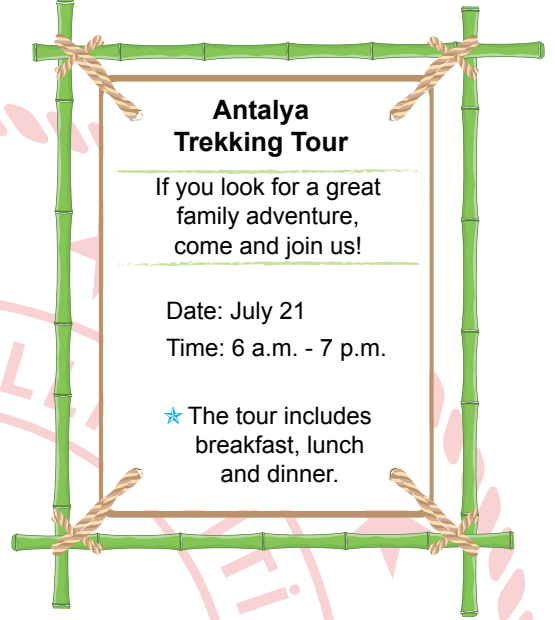 Antalya
Trekking Tour
If you look for a great
family adventure,
come and join us!
Date: July 21
Time: 6 a.m. - 7 p.m.
The tour includes
breakfast, lunch
and dinner.